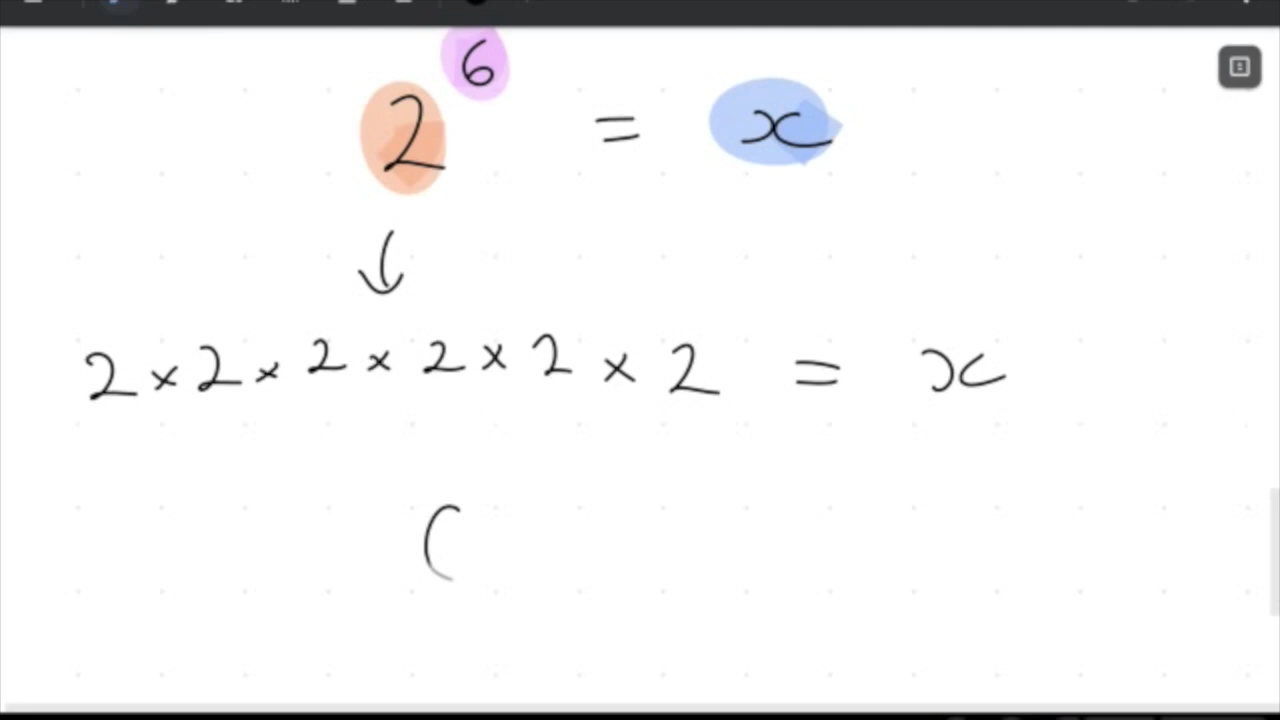 2⁶ = x
↓
2 × 2 × 2 × 2 × 2 × 2 = x
(